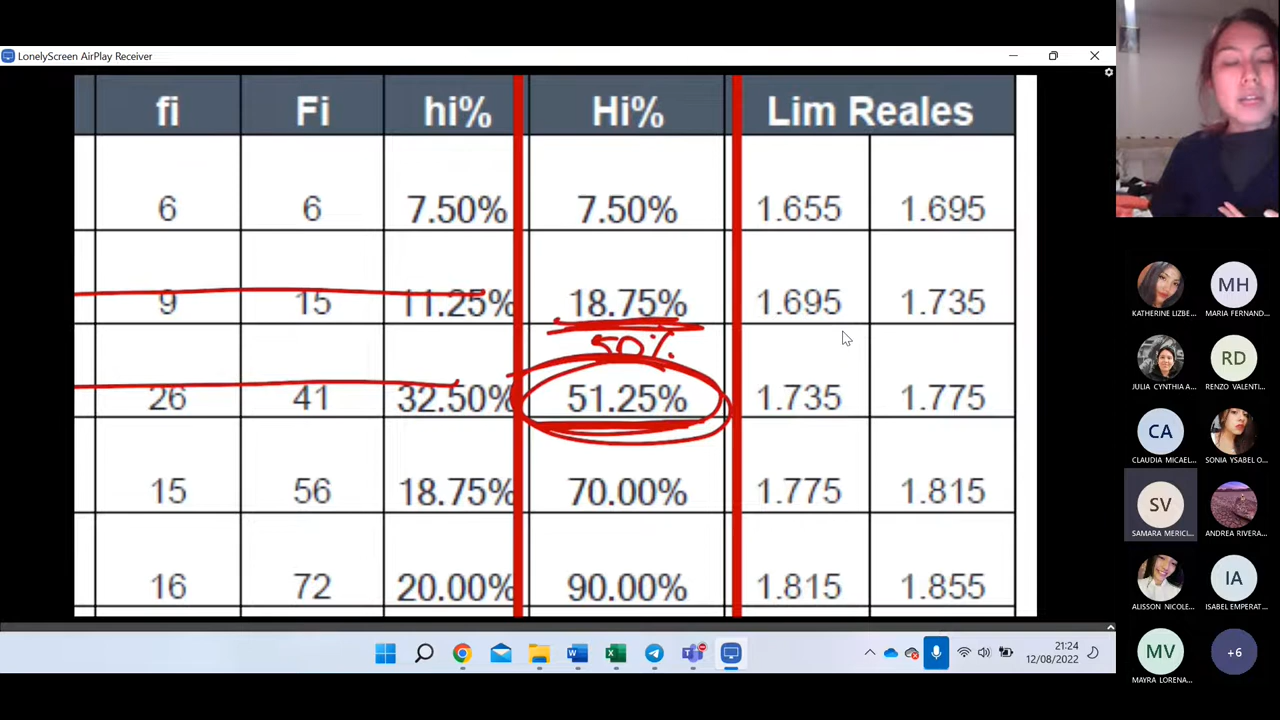 LonelyScreen AirPlay Receiver
fi Fi hi% Hi% Lim Reales
6 6 7.50% 7.50% 1.655 1.695
9 15 11.25% 18.75% 1.695 1.735
50%
26 41 32.50% 51.25% 1.735 1.775
15 56 18.75% 70.00% 1.775 1.815
16 72 20.00% 90.00% 1.815 1.855
KATHERINE LIZBE...
MH
MARIA FERNAND...
JULIA CYNTHIA A...
RD
RENZO VALENTI...
CA
CLAUDIA MICAEL...
SONIA YSABEL O...
SV
SAMARA MERICI...
ANDREA RIVERA...
ALISSON NICOLE...
IA
ISABEL EMPERAT...
MV
MAYRA LORENA...
+6
21:24
12/08/2022